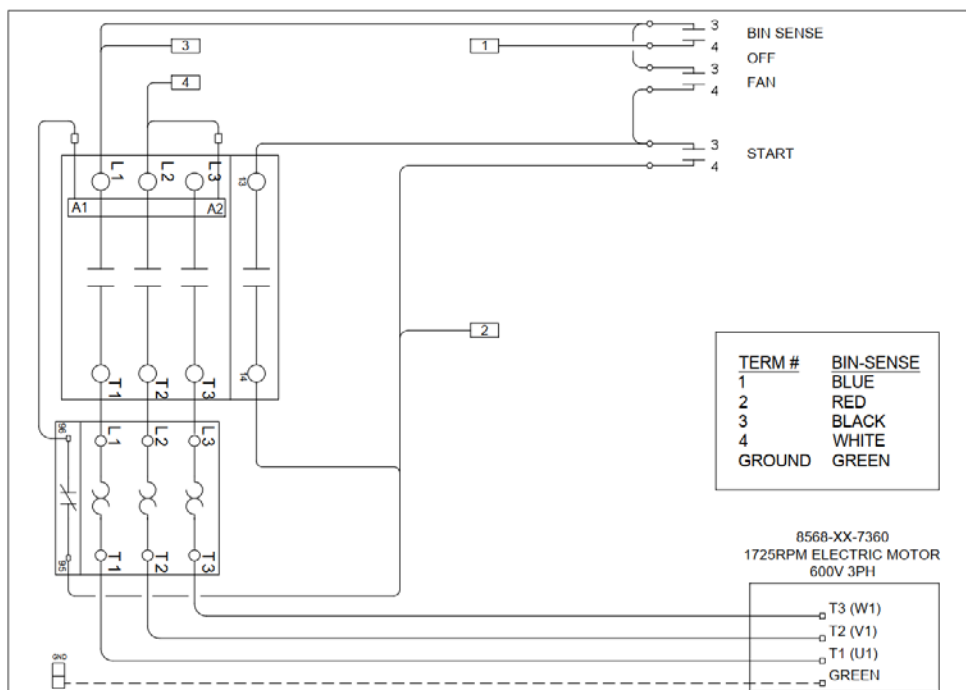 3
BIN SENSE
3
1
4
OFF
3
FAN
4
4
3
START
4
L1
L2
L3
13
A1
A2
2
T1
T2
T3
14
TERM # BIN-SENSE
1 BLUE
2 RED
3 BLACK
4 WHITE
GROUND GREEN
96
L1
L2
L3
95
T1
T2
T3
8568-XX-7360
1725RPM ELECTRIC MOTOR
600V 3PH
T3 (W1)
T2 (V1)
T1 (U1)
GREEN
GND